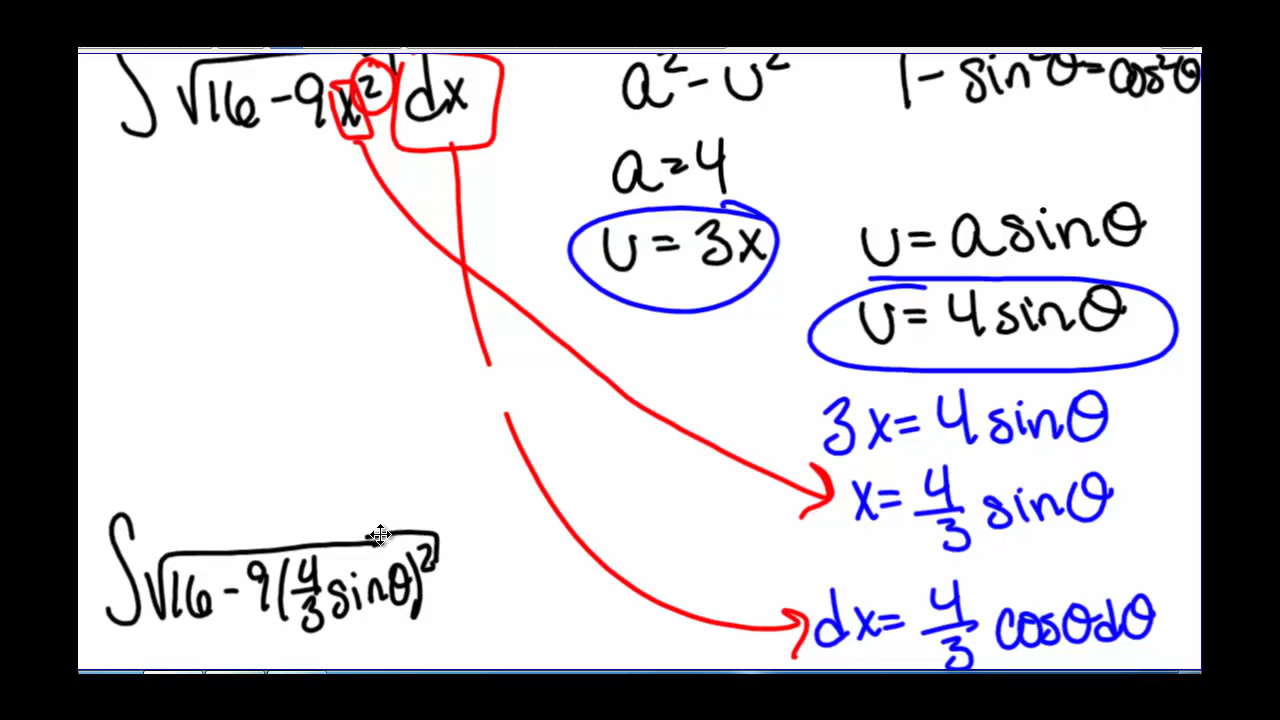 ∫√16 - 9x² dx
a² - u²
1 - sin²θ = cos²θ
a = 4
u = 3x
u = a sinθ
u = 4 sinθ
3x = 4 sinθ
x = 4/3 sinθ
∫√16 - 9(4/3 sinθ)²
dx = 4/3 cosθdθ